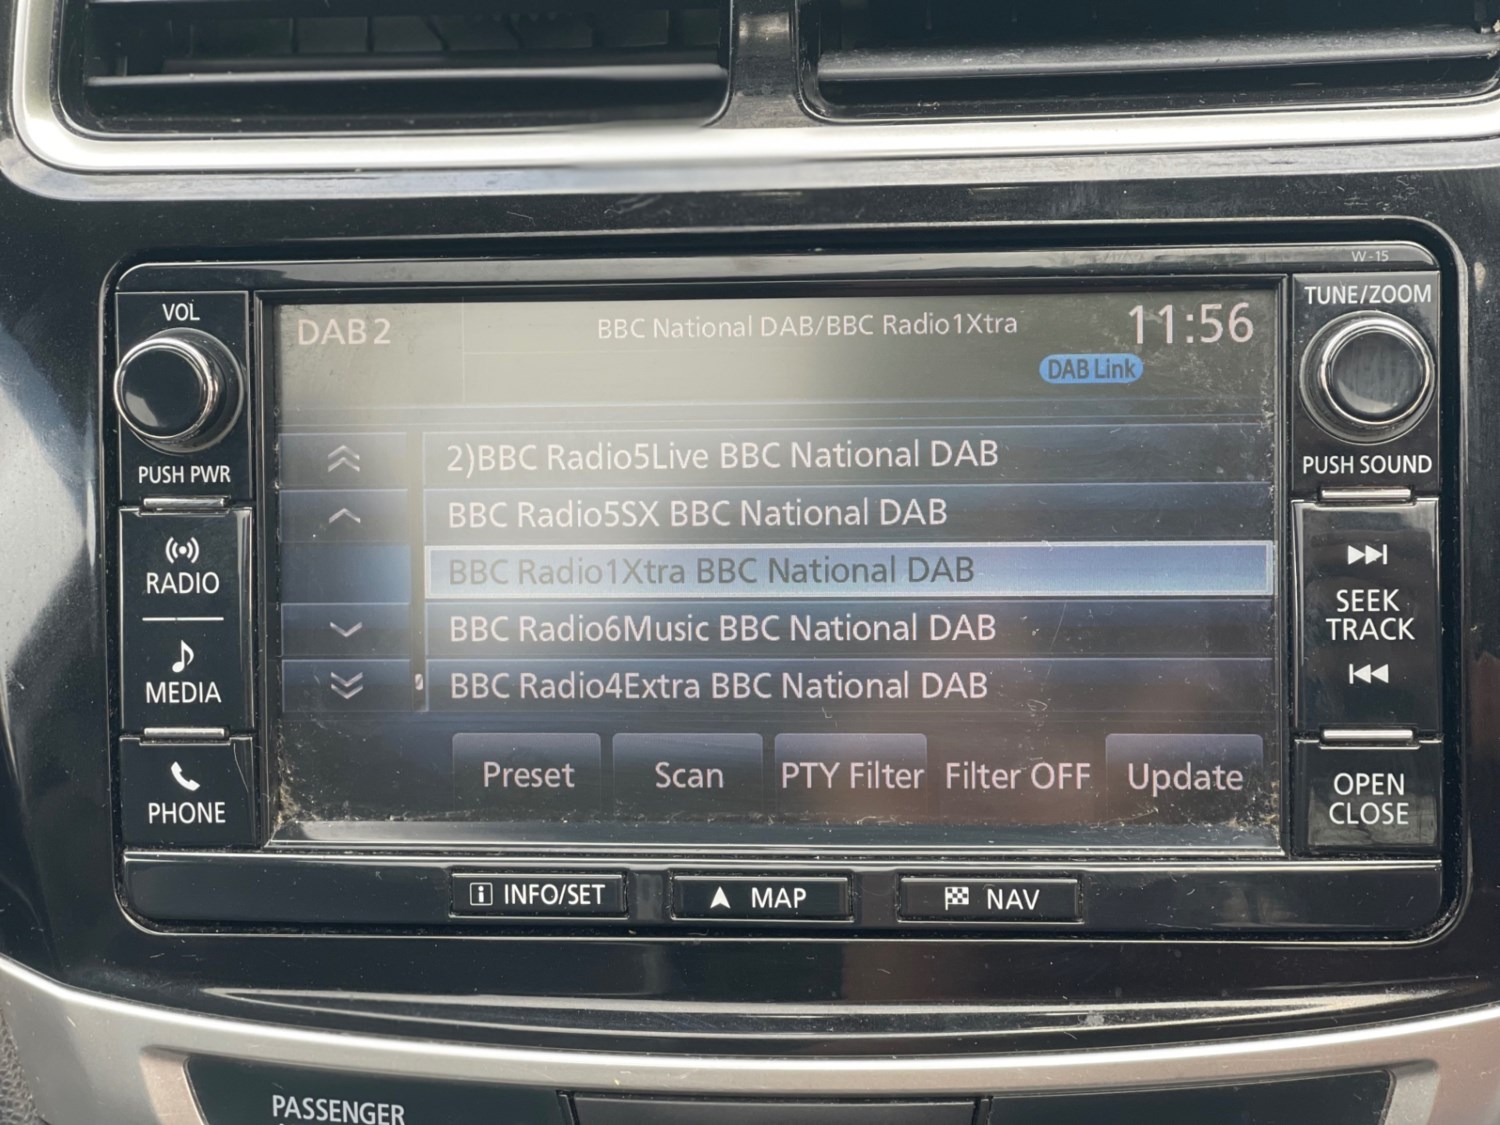 W-15
VOL
TUNE/ZOOM
DAB2
BBC National DAB/BBC Radio1Xtra
11:56
DAB Link
PUSH PWR
PUSH SOUND
2)BBC Radio5Live BBC National DAB
BBC Radio5SX BBC National DAB
BBC Radio1Xtra BBC National DAB
BBC Radio6Music BBC National DAB
BBC Radio4Extra BBC National DAB
RADIO
MEDIA
PHONE
SEEK
TRACK
OPEN
CLOSE
Preset
Scan
PTY Filter
Filter OFF
Update
i INFO/SET
MAP
NAV
PASSENGER